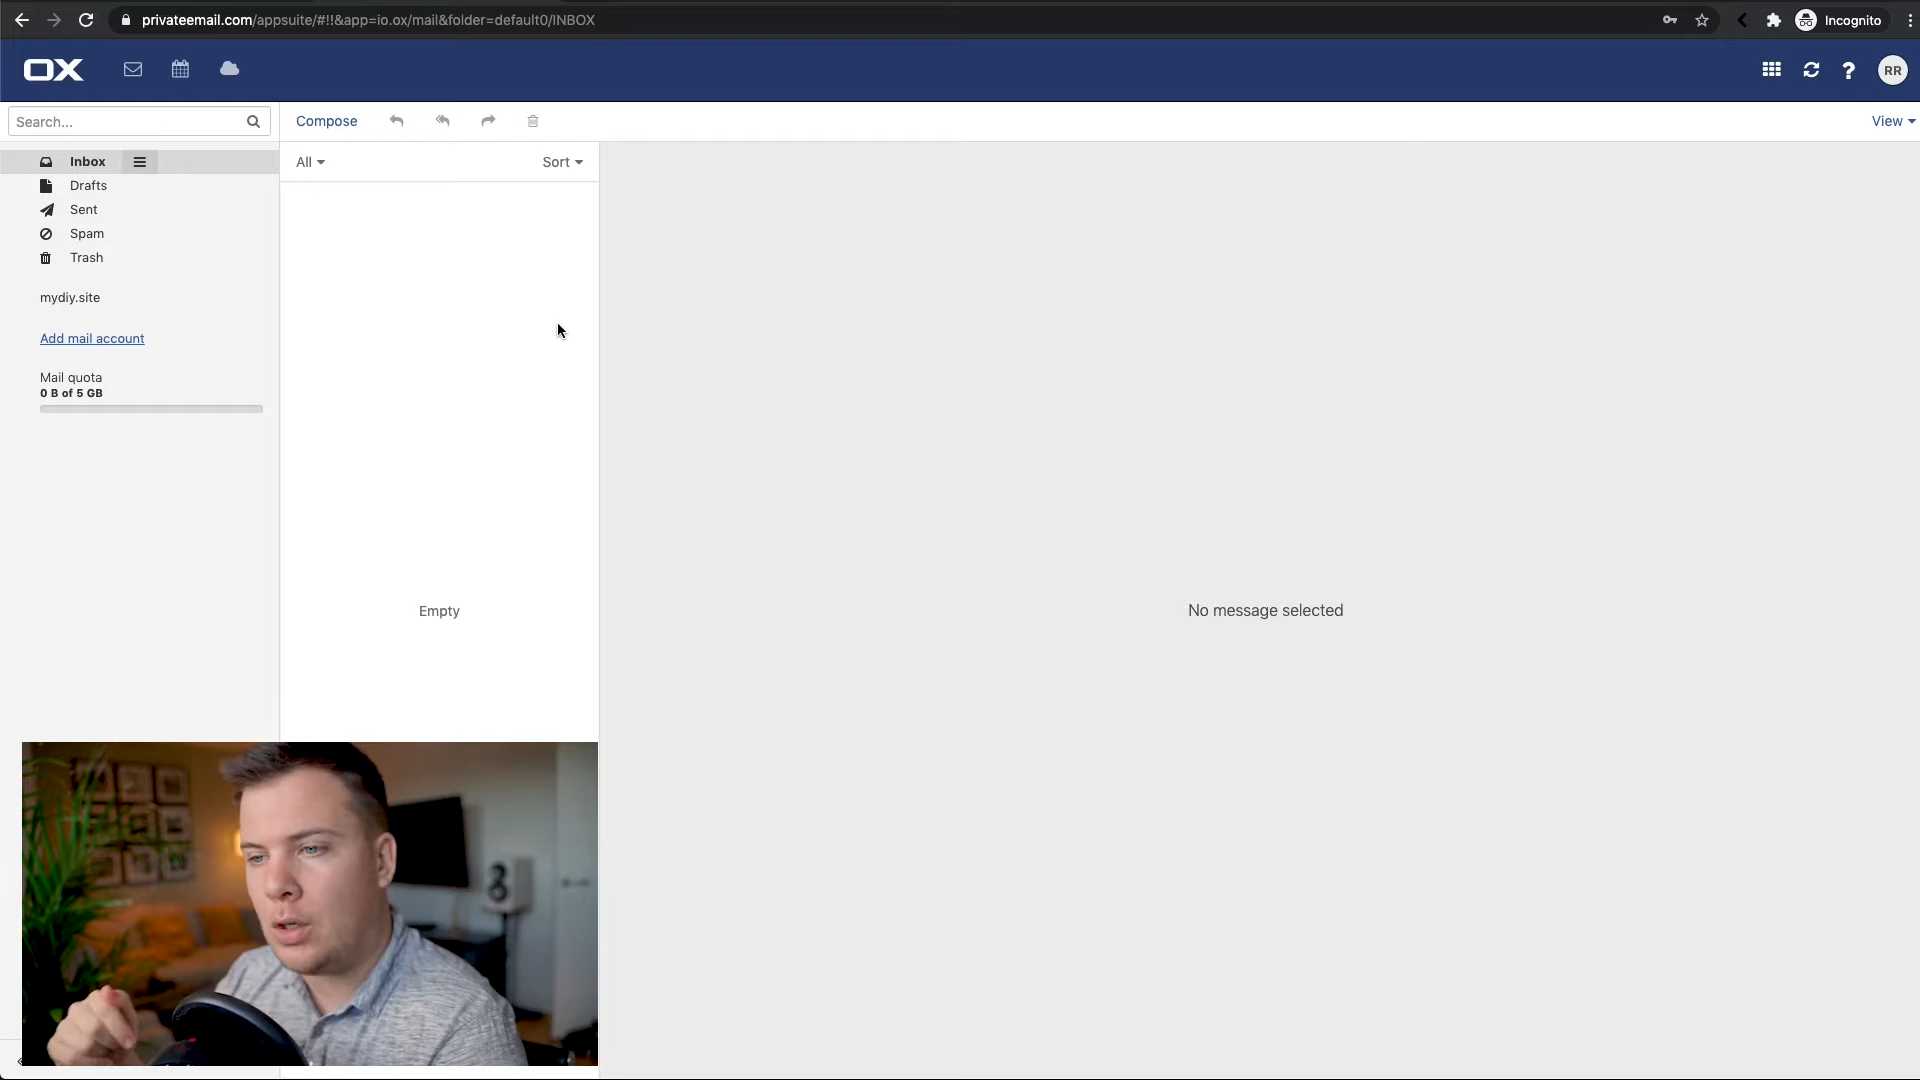 privateemail.com/appsuite/#!!&app=io.ox/mail&folder=default0/INBOX
Incognito
OX
RR
Search...
Compose
View
Inbox
All
Sort
Drafts
Sent
Spam
Trash
mydiy.site
Add mail account
Mail quota
0 B of 5 GB
Empty
No message selected